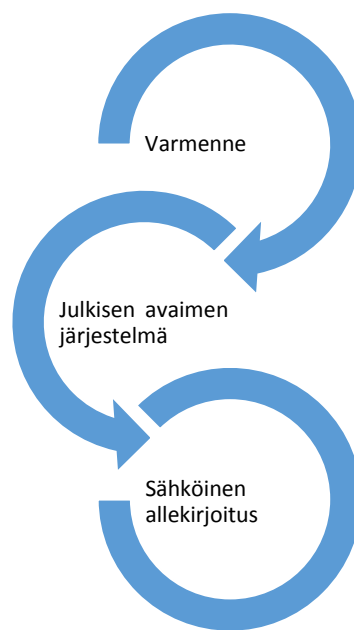 Varmenne
Julkisen avaimen
järjestelmä
Sähköinen
allekirjoitus